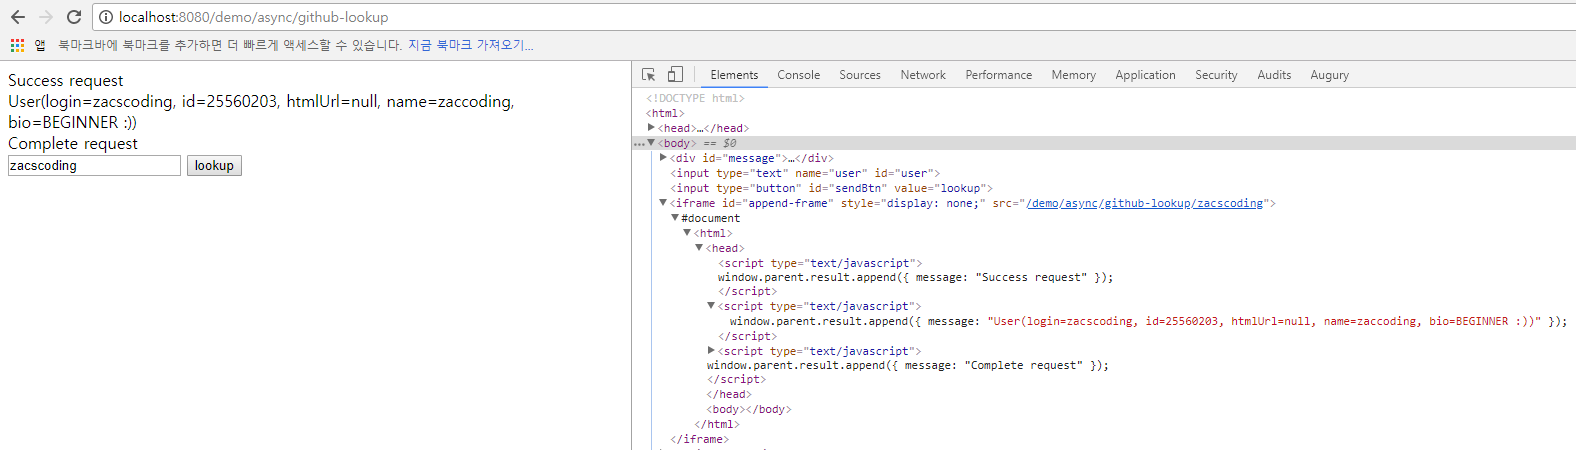 localhost:8080/demo/async/github-lookup
앱 북마크바에 북마크를 추가하면 더 빠르게 액세스할 수 있습니다. 지금 북마크 가져오기...
Success request
User(login=zacscoding, id=25560203, htmlUrl=null, name=zaccoding,
bio=BEGINNER :))
Complete request
zacscoding lookup
Elements Console Sources Network Performance Memory Application Security Audits Augury
<!DOCTYPE html>
<html>
▶<head>…</head>
…▼<body> == $0
▶<div id="message">…</div>
<input type="text" name="user" id="user">
<input type="button" id="sendBtn" value="lookup">
▼<iframe id="append-frame" style="display: none;" src="/demo/async/github-lookup/zacscoding">
▼#document
▼<html>
▼<head>
<script type="text/javascript">
window.parent.result.append({ message: "Success request" });
</script>
▼<script type="text/javascript">
window.parent.result.append({ message: "User(login=zacscoding, id=25560203, htmlUrl=null, name=zaccoding, bio=BEGINNER :))" });
</script>
▶<script type="text/javascript">
window.parent.result.append({ message: "Complete request" });
</script>
</head>
<body></body>
</html>
</iframe>